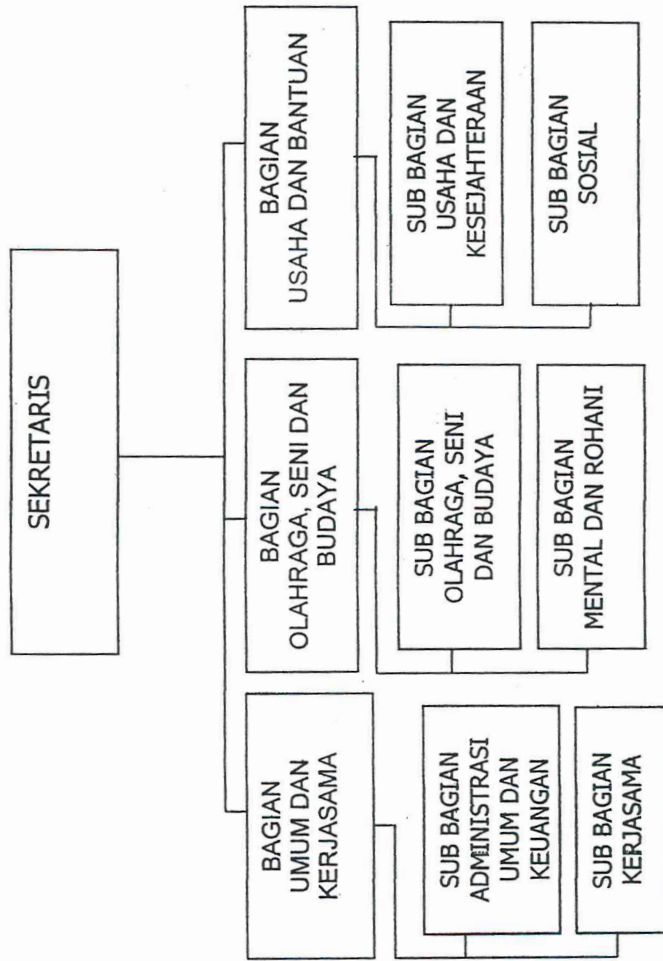 SEKRETARIS
BAGIAN
UMUM DAN
KERJASAMA
BAGIAN
OLAHRAGA, SENI DAN
BUDAYA
BAGIAN
USAHA DAN BANTUAN
SUB BAGIAN
ADMINISTRASI
UMUM DAN
KEUANGAN
SUB BAGIAN
KERJASAMA
SUB BAGIAN
OLAHRAGA, SENI
DAN BUDAYA
SUB BAGIAN
MENTAL DAN ROHANI
SUB BAGIAN
USAHA DAN
KESEJAHTERAAN
SUB BAGIAN
SOSIAL